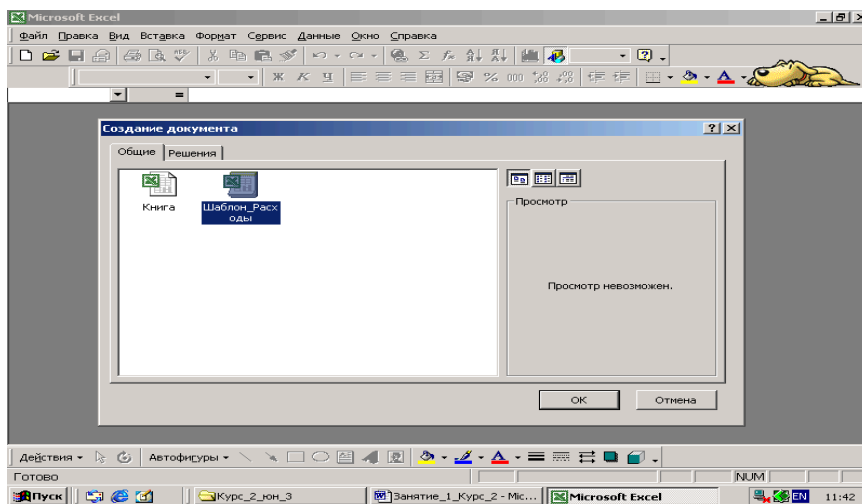 Microsoft Excel
Файл Правка Вид Вставка Формат Сервис Данные Окно Справка
Ж К Ч % 000
=
Создание документа
Общие Решения
Книга
Шаблон_Расх
оды
Просмотр
Просмотр невозможен.
ОК Отмена
Действия Автофигуры
Готово NUM
Пуск Курс_2_юн_3 Занятие_1_Курс_2 - Mic... Microsoft Excel EN 11:42